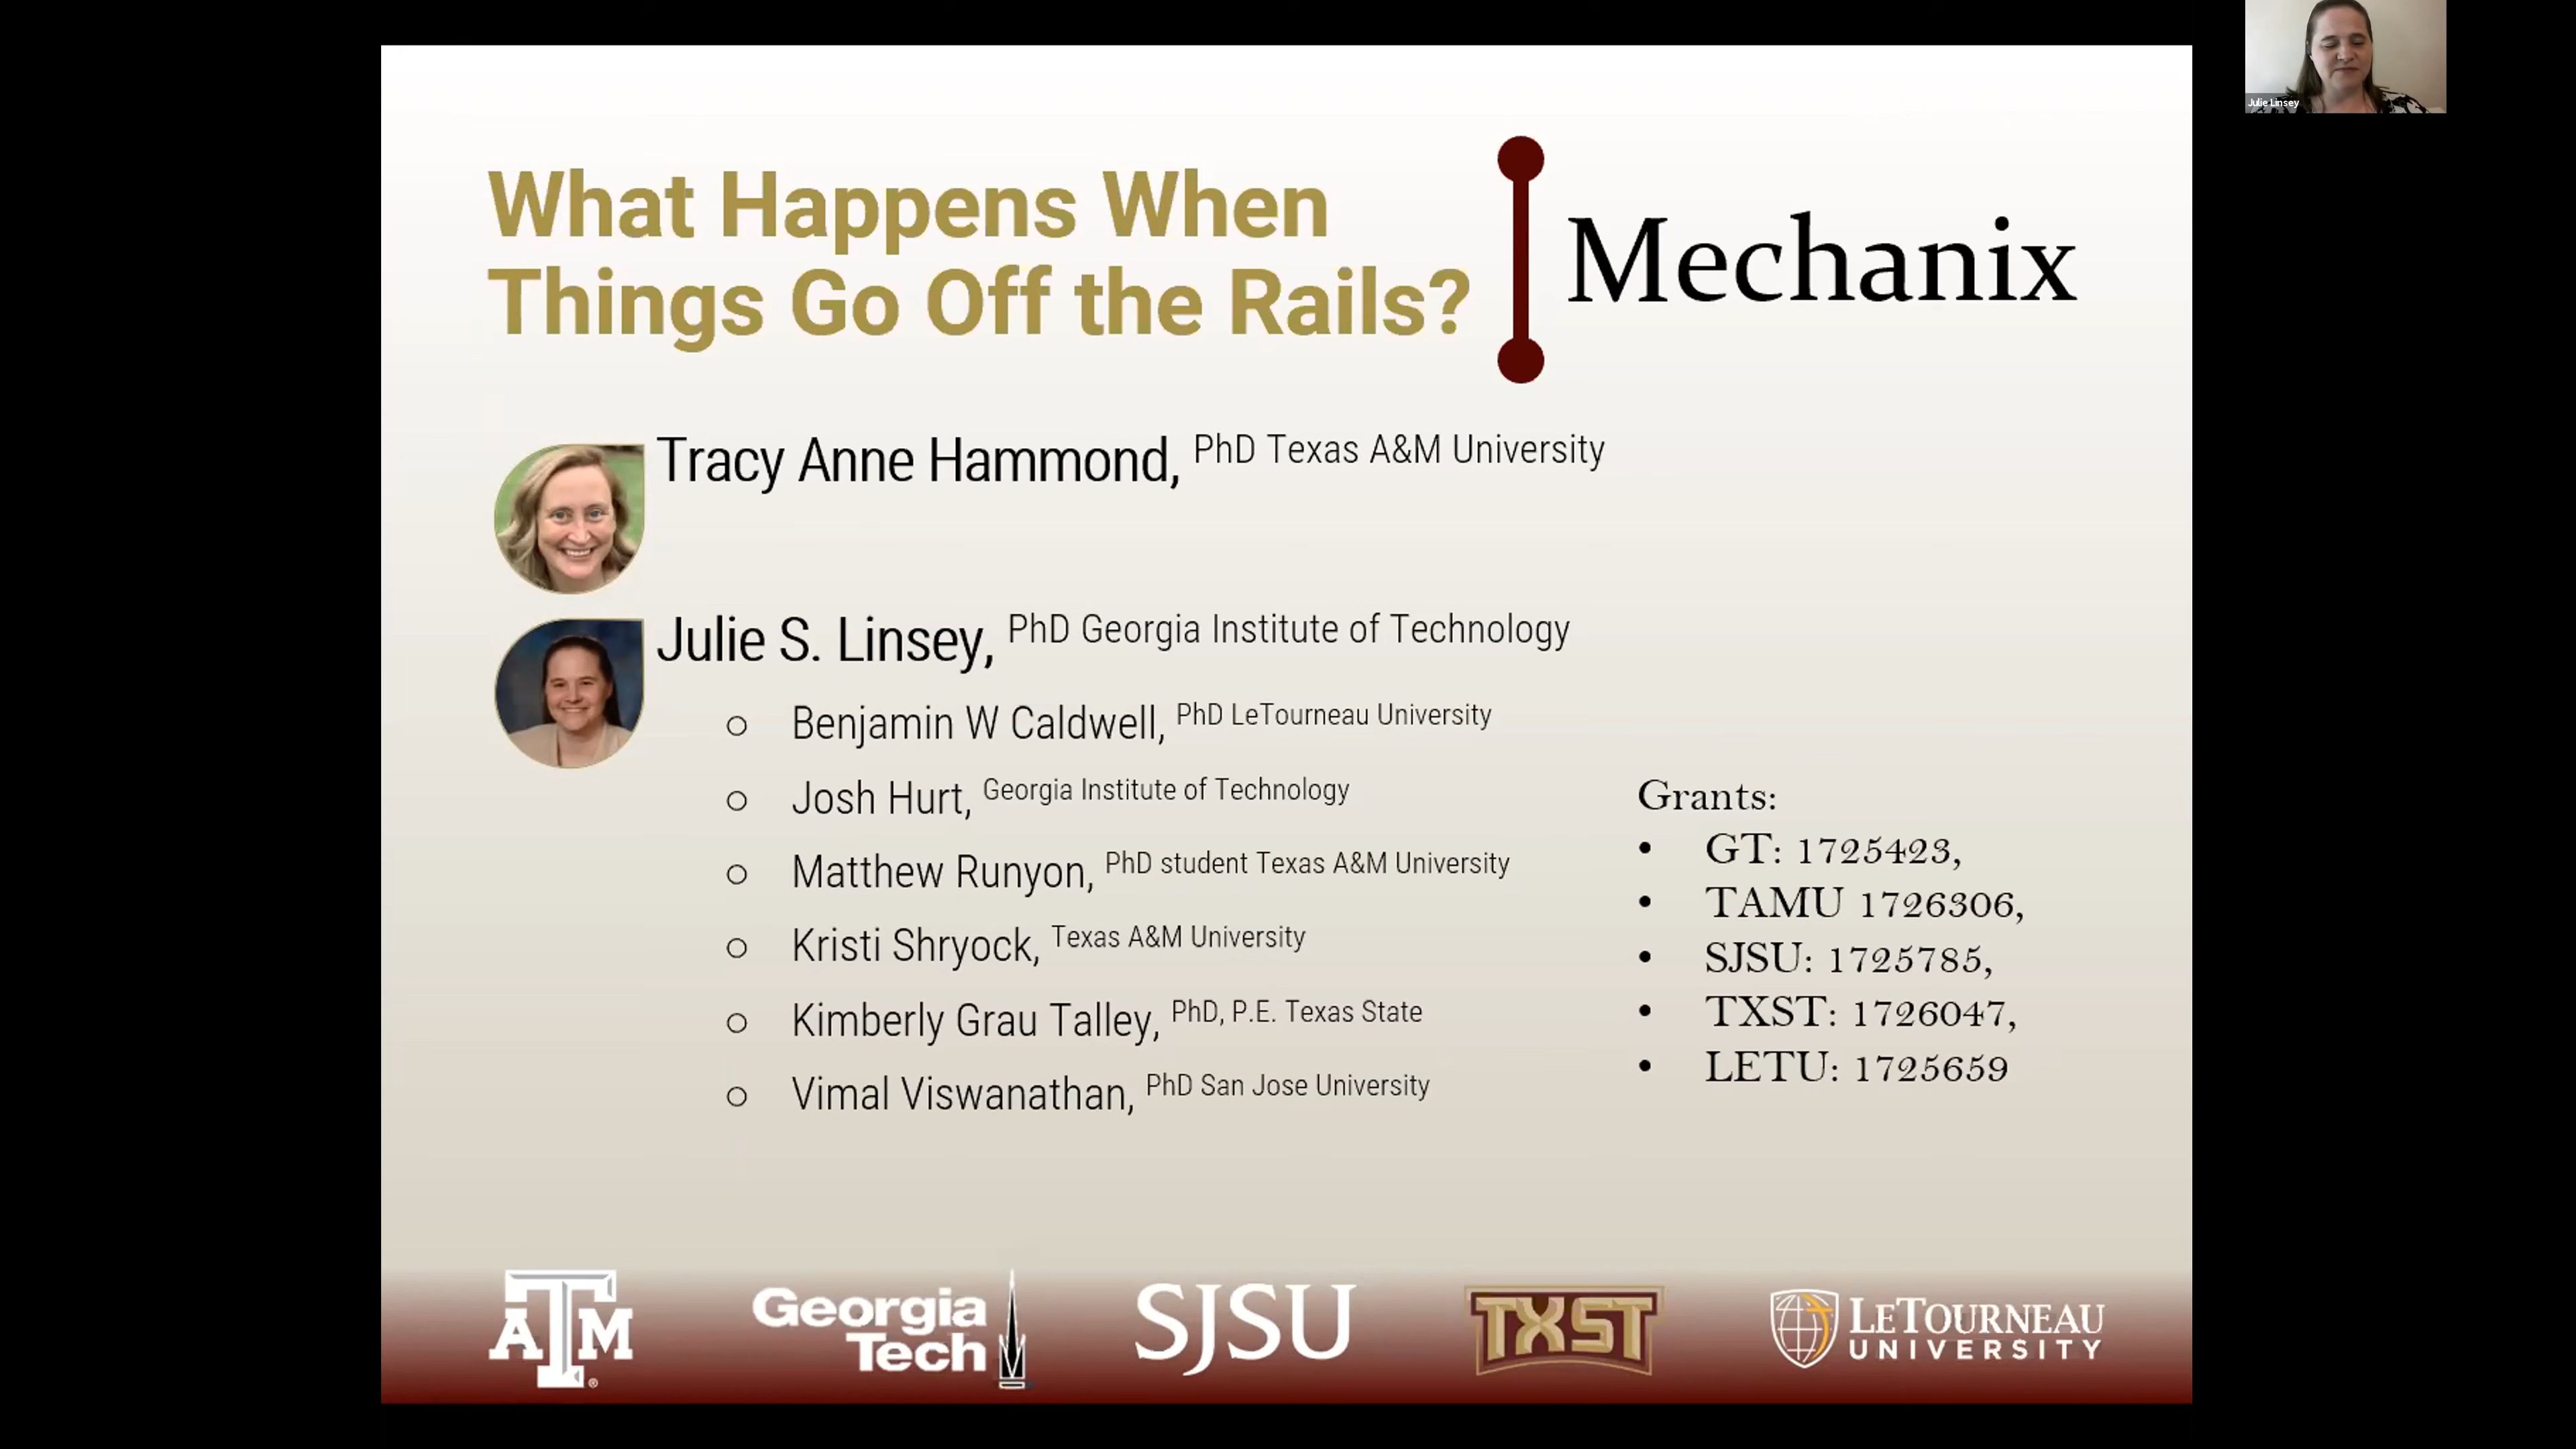 Julie Linsey
What Happens When
Things Go Off the Rails?
Mechanix
Tracy Anne Hammond, PhD Texas A&M University
Julie S. Linsey, PhD Georgia Institute of Technology
○ Benjamin W Caldwell, PhD LeTourneau University
○ Josh Hurt, Georgia Institute of Technology
○ Matthew Runyon, PhD student Texas A&M University
○ Kristi Shryock, Texas A&M University
○ Kimberly Grau Talley, PhD, P.E. Texas State
○ Vimal Viswanathan, PhD San Jose University
Grants:
• GT: 1725423,
• TAMU 1726306,
• SJSU: 1725785,
• TXST: 1726047,
• LETU: 1725659
ATM®
Georgia
Tech
SJSU
TXST
LETOURNEAU
UNIVERSITY